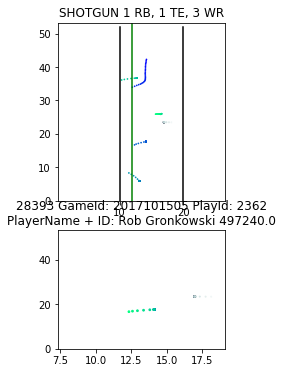 SHOTGUN 1 RB, 1 TE, 3 WR
50
40
30
20
10
0
10
20
28393 GameId: 2017101505 PlayId: 2362
PlayerName + ID: Rob Gronkowski 497240.0
40
20
0
7.5 10.0 12.5 15.0 17.5